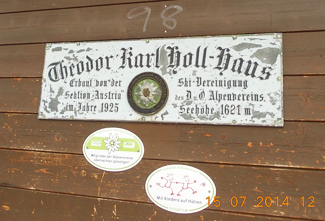 98
Theodor Karl Holl-Haus
Erbaut von der Ski-Vereinigung
Sektion Austria des D.u.Ö. Alpenvereins.
im Jahre 1925 Seehöhe 1621 m
Mit Kindern auf Hütten
15 07 2014 12